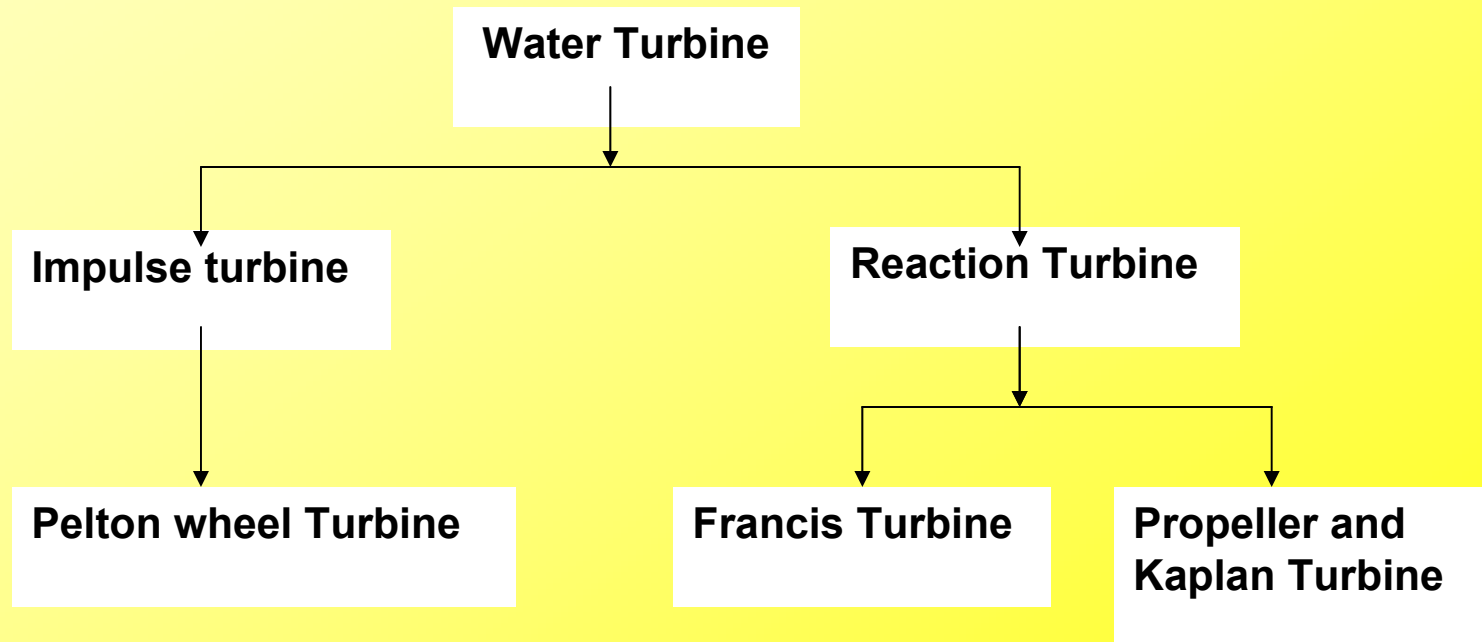 Water Turbine
Impulse turbine
Reaction Turbine
Pelton wheel Turbine
Francis Turbine
Propeller and
Kaplan Turbine